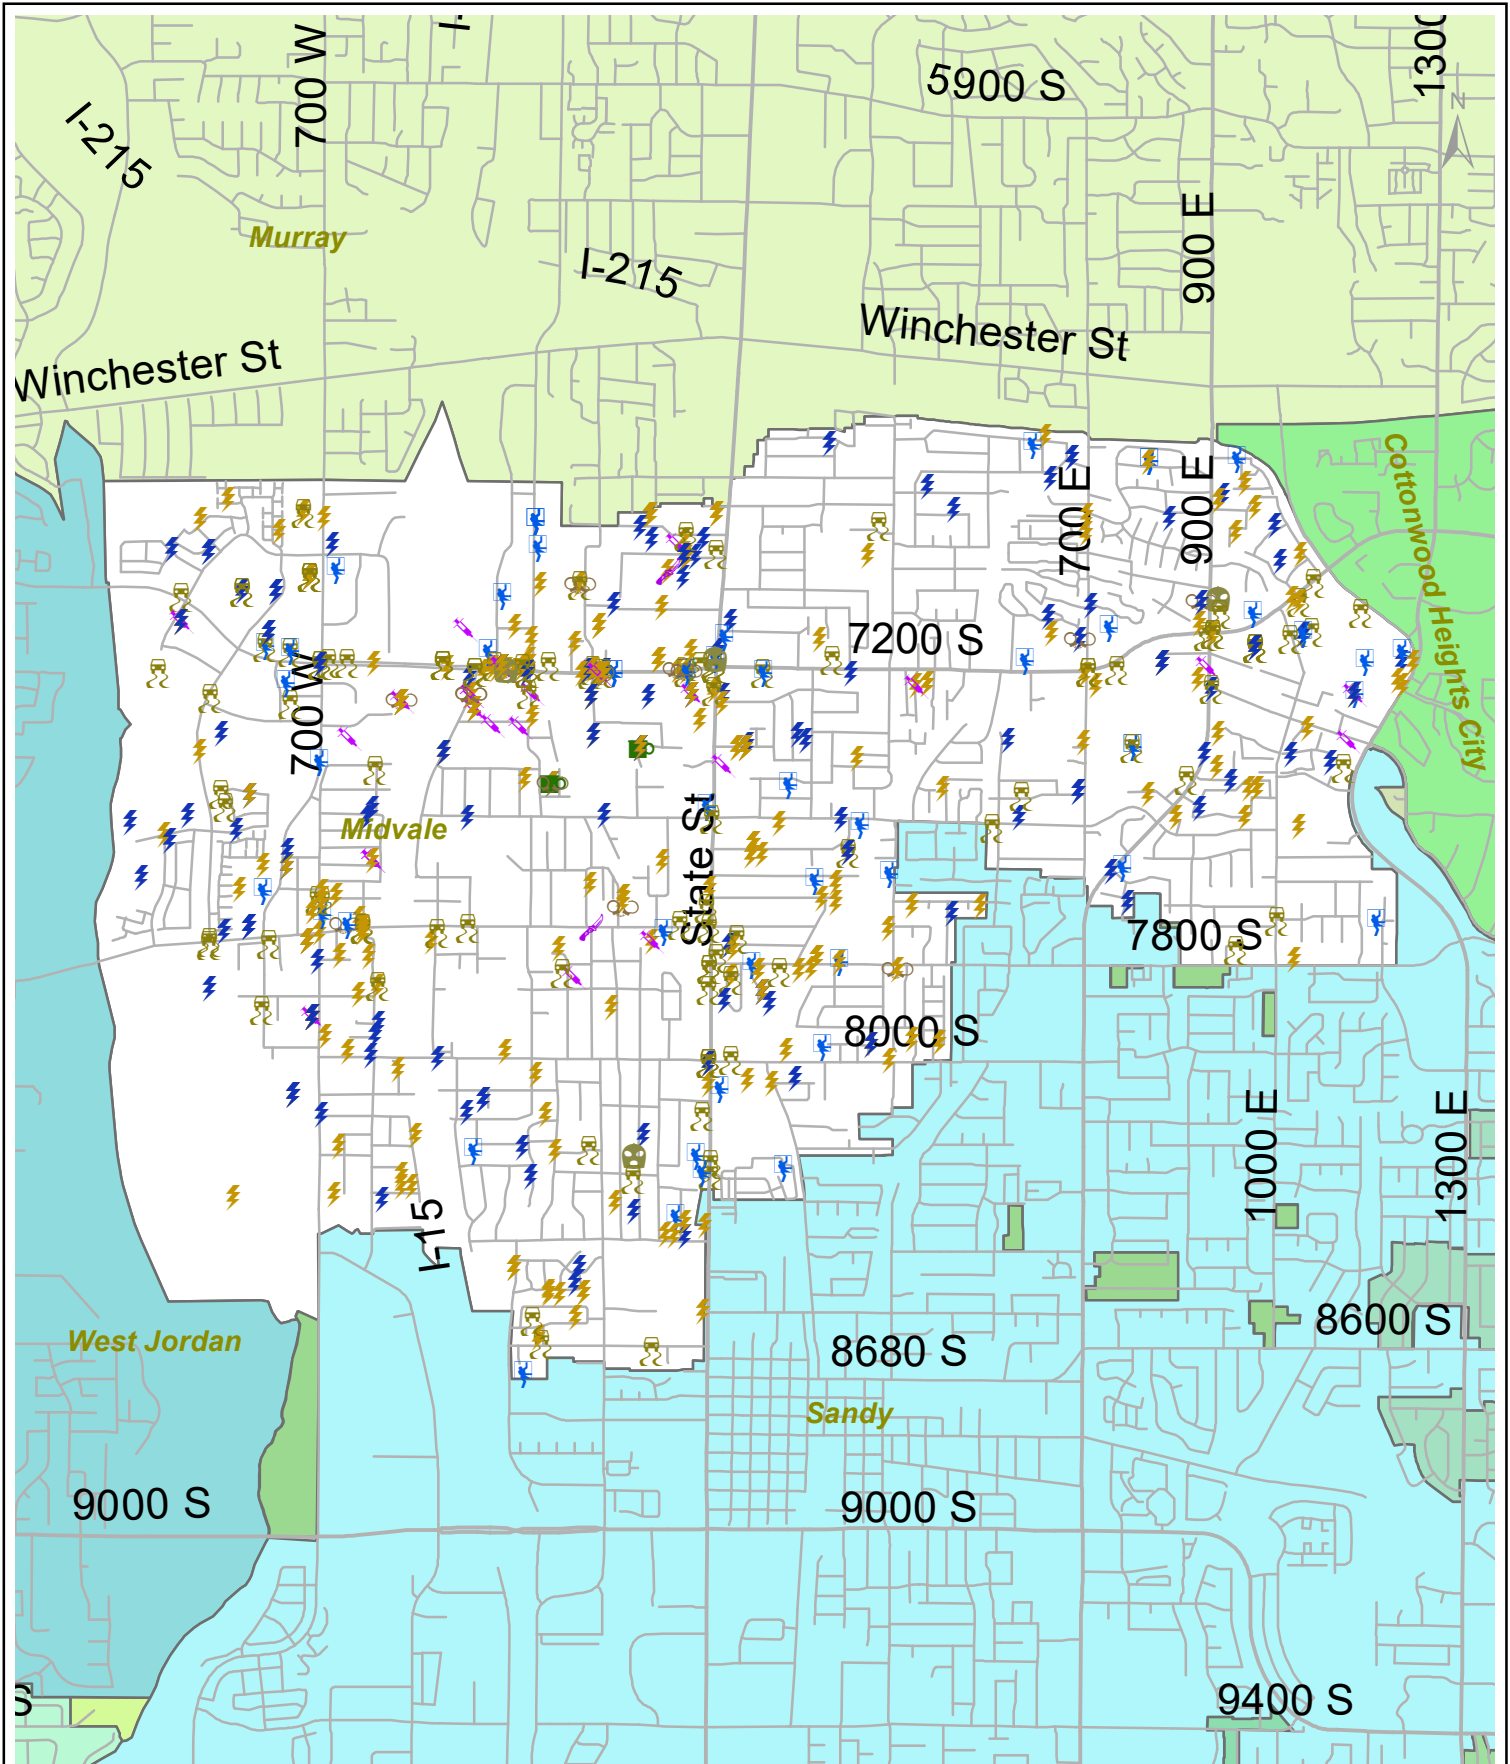 700 W
I-
5900 S
1300
N
I-215
Murray
900 E
I-215
Winchester St
Winchester St
Cottonwood Heights City
700 E
900 E
7200 S
700 W
Midvale
State St
7800 S
8000 S
1000 E
1300 E
I-15
8600 S
West Jordan
8680 S
Sandy
9000 S
9000 S
S
9400 S